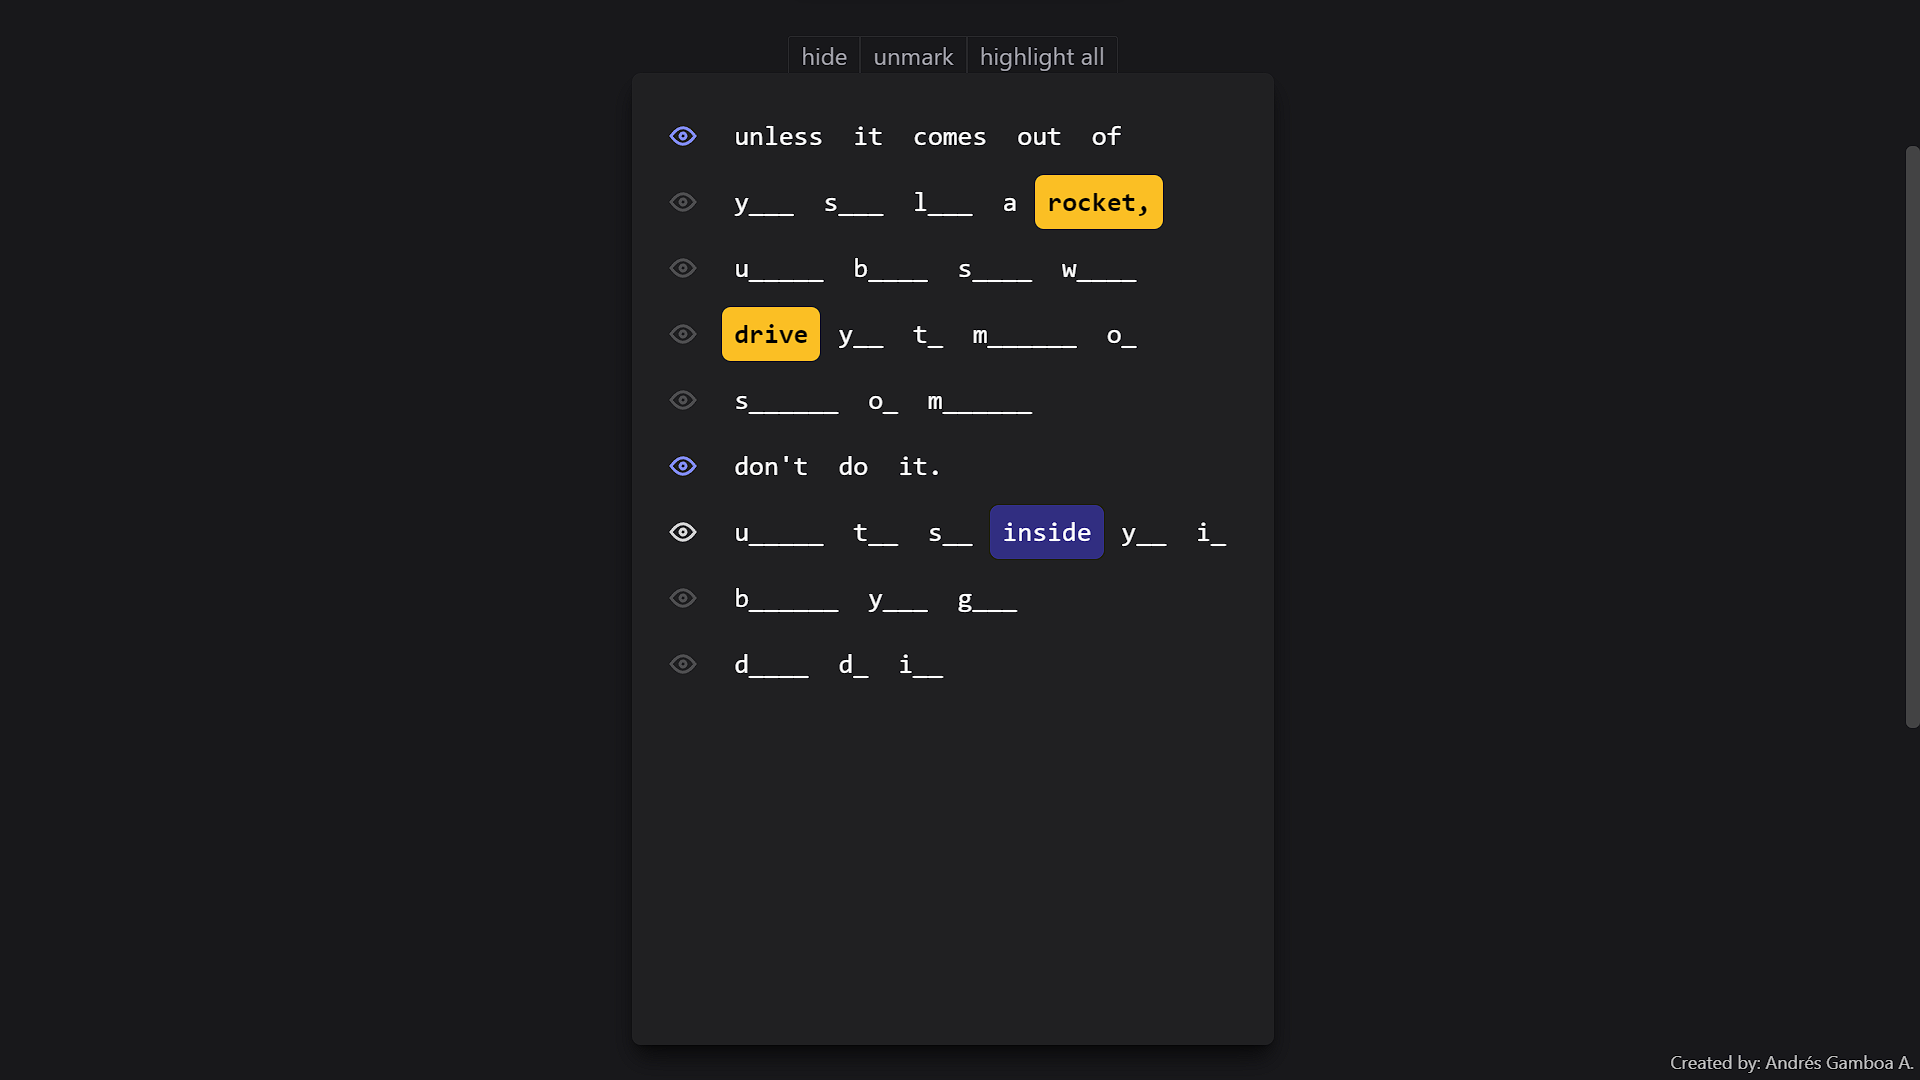 hide unmark highlight all
unless it comes out of
y___ s___ l___ a rocket,
u_____ b____ s____ w____
drive y__ t_ m______ o_
s______ o_ m______
don't do it.
u_____ t__ s__ inside y__ i_
b______ y___ g___
d____ d_ i__
Created by: Andrés Gamboa A.